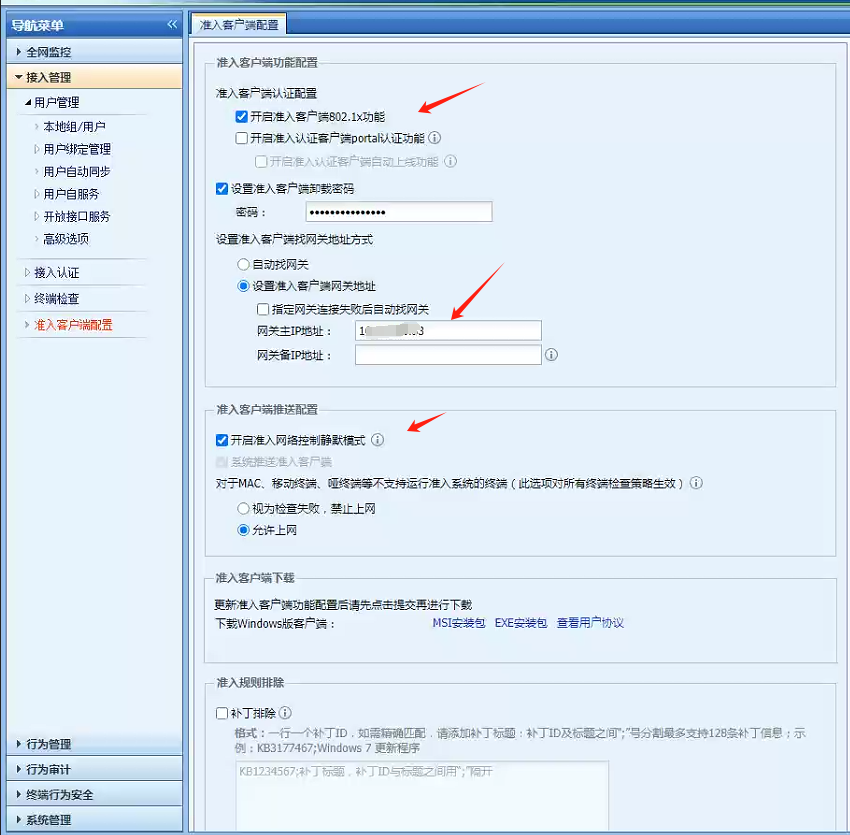 导航菜单
全网监控
接入管理
用户管理
本地组/用户
用户绑定管理
用户自动同步
用户自服务
开放接口服务
高级选项
接入认证
终端检查
准入客户端配置
行为管理
行为审计
终端行为安全
系统管理
准入客户端配置
准入客户端功能配置
准入客户端认证配置
开启准入客户端802.1x功能
开启准入认证客户端portal认证功能
开启准入认证客户端自动上线功能
设置准入客户端卸载密码
密码：
设置准入客户端找网关地址方式
自动找网关
设置准入客户端网关地址
指定网关连接失败后自动找网关
网关主IP地址：
网关备IP地址：
准入客户端推送配置
开启准入网络控制静默模式
系统推送准入客户端
对于MAC、移动终端、哑终端等不支持运行准入系统的终端（此选项对所有终端检查策略生效）
视为检查失败，禁止上网
允许上网
准入客户端下载
更新准入客户端功能配置后请先点击提交再进行下载
下载Windows版客户端： MSI安装包 EXE安装包 查看用户协议
准入规则排除
补丁排除
格式：一行一个补丁ID，如需精确匹配，请添加补丁标题：补丁ID及标题之间“;”号分割最多支持128条补丁信息；示
例：KB3177467;Windows 7 更新程序
KB1234567;补丁标题，补丁ID与标题之间用“;”隔开